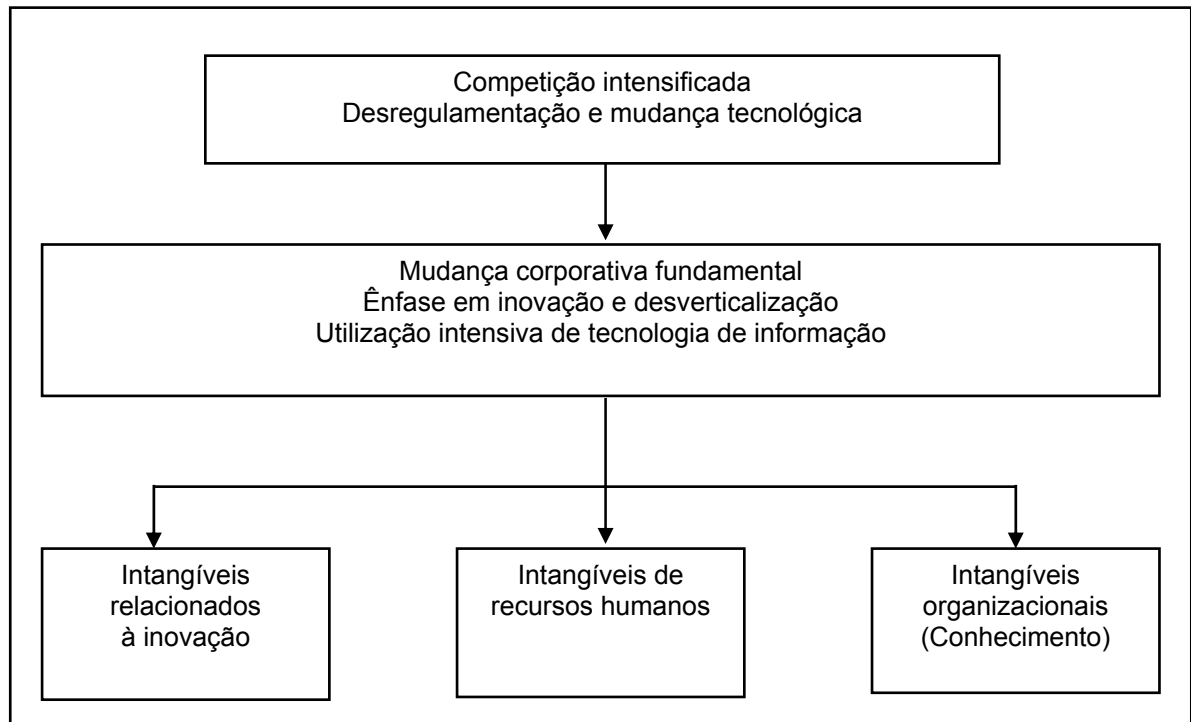 Competição intensificada
Desregulamentação e mudança tecnológica
Mudança corporativa fundamental
Ênfase em inovação e desverticalização
Utilização intensiva de tecnologia de informação
Intangíveis
relacionados
à inovação
Intangíveis de
recursos humanos
Intangíveis
organizacionais
(Conhecimento)